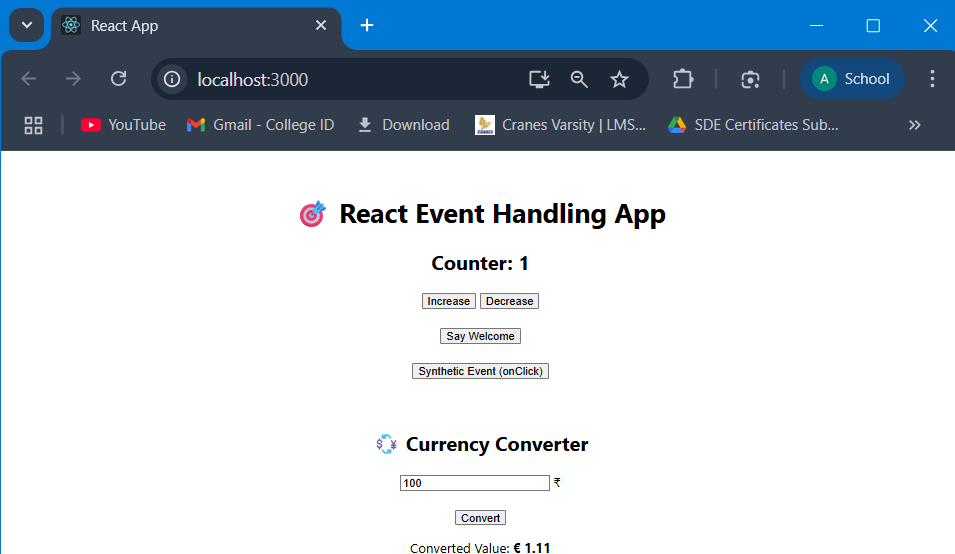 React App
localhost:3000
A School
YouTube Gmail - College ID Download Cranes Varsity | LMS... SDE Certificates Sub...
React Event Handling App
Counter: 1
Increase Decrease
Say Welcome
Synthetic Event (onClick)
Currency Converter
100 ₹
Convert
Converted Value: € 1.11